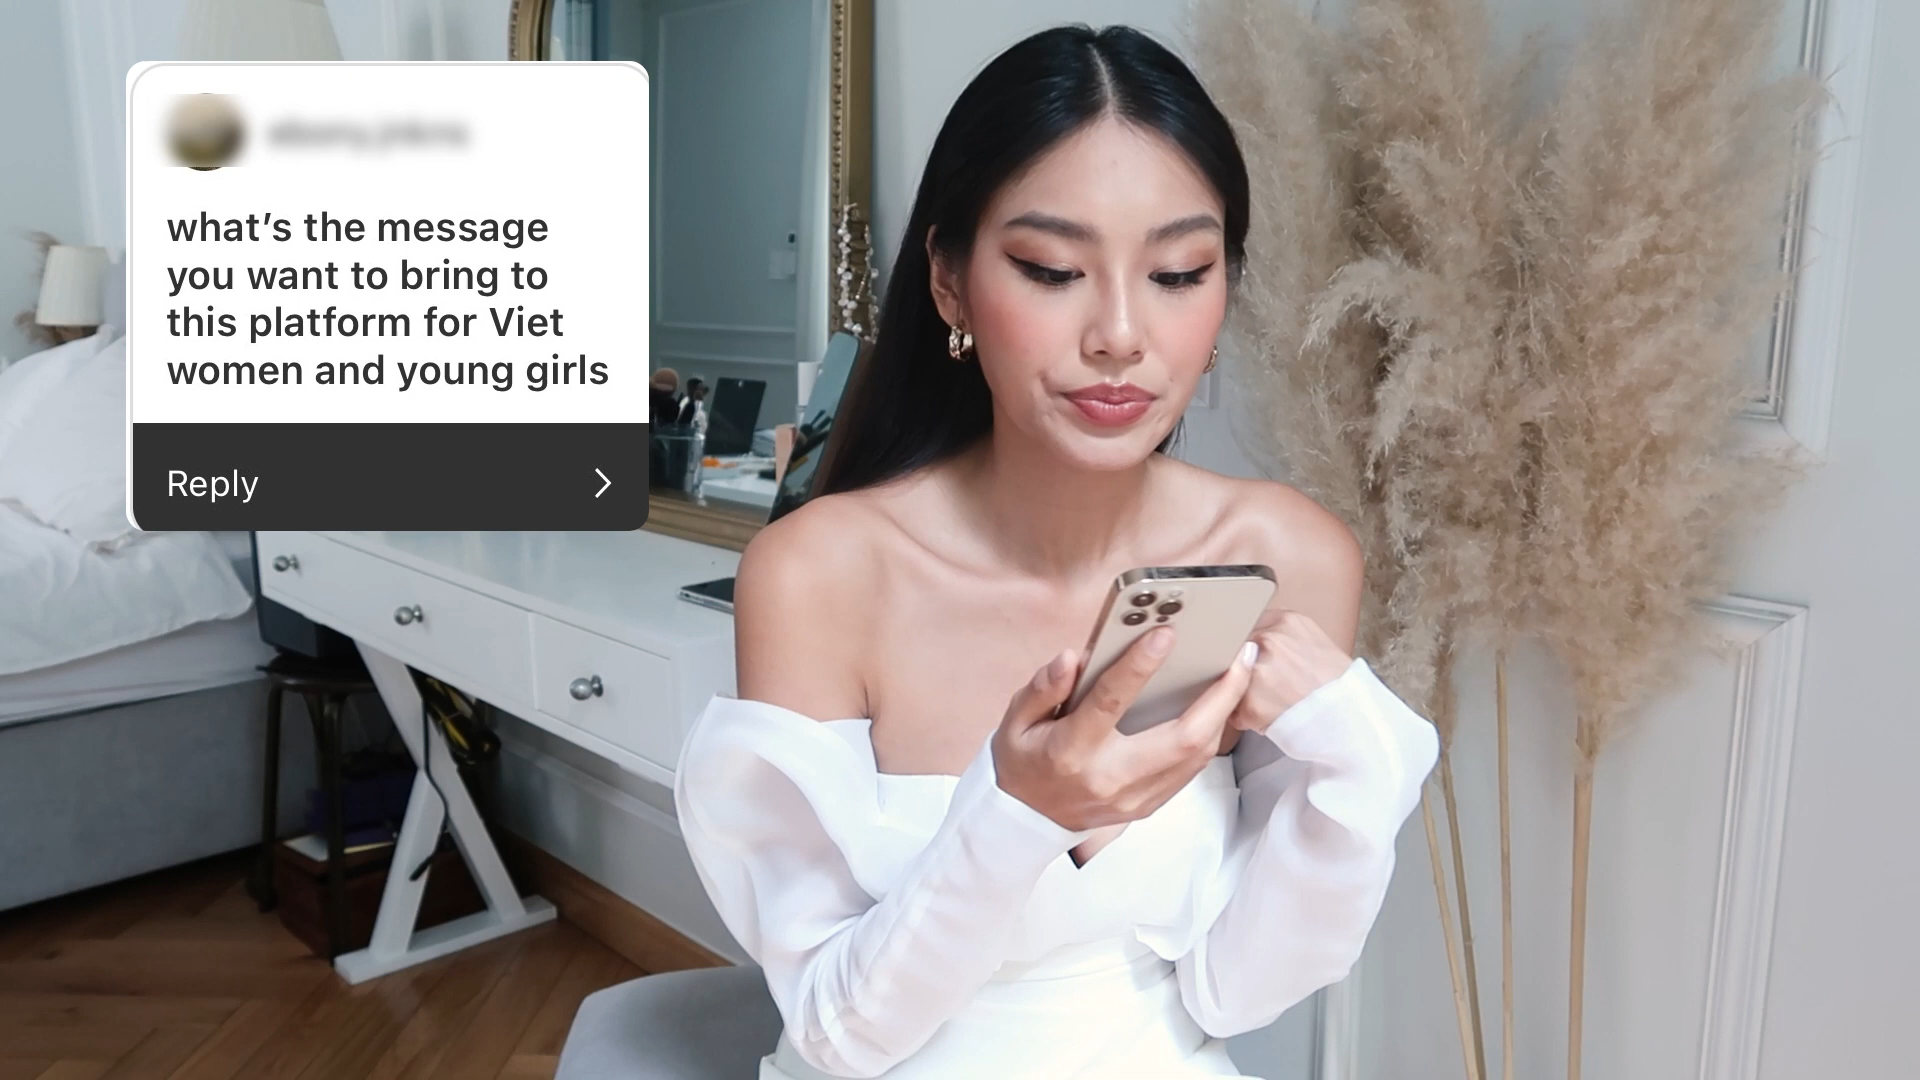 what’s the message
you want to bring to
this platform for Viet
women and young girls
Reply